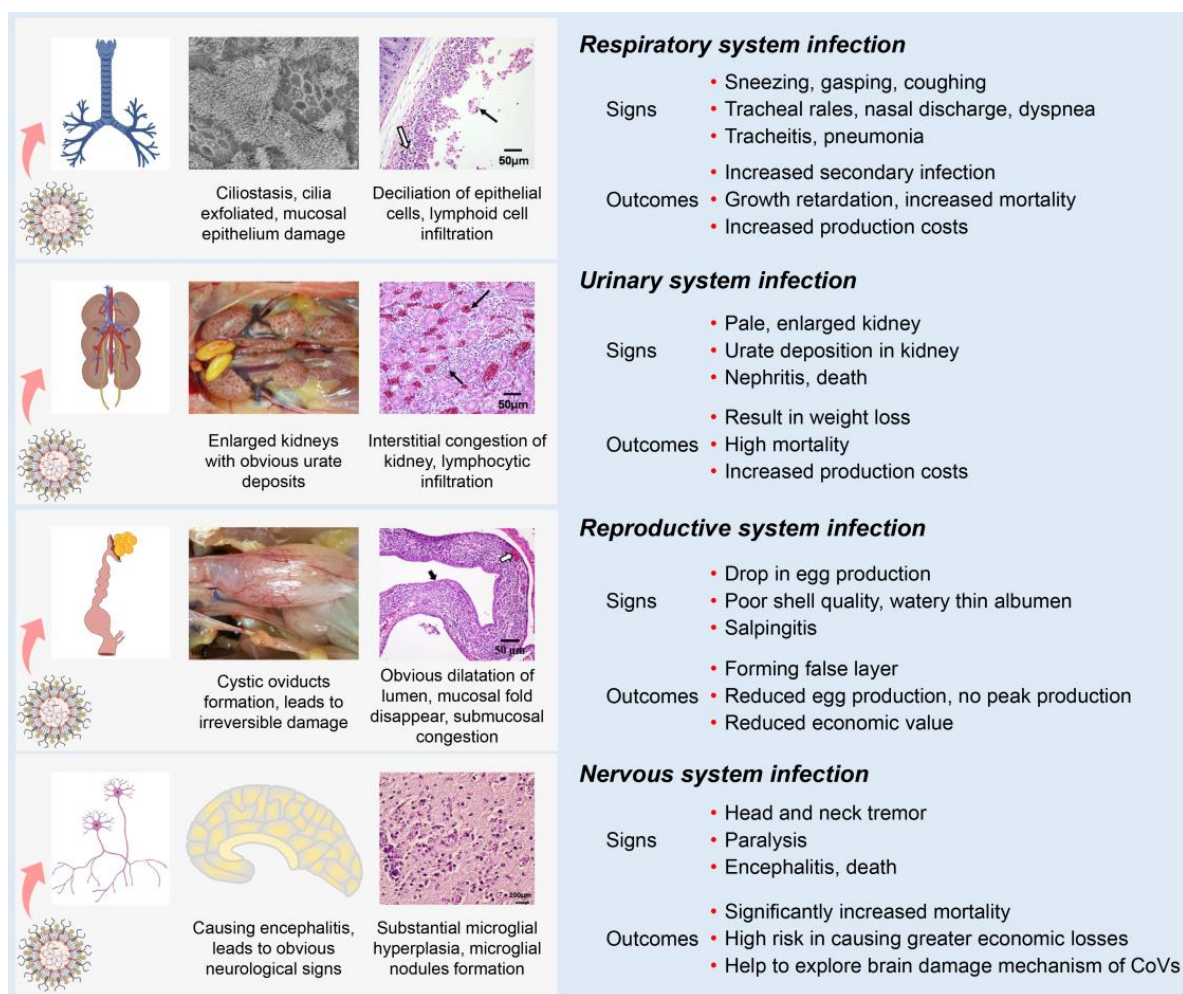 Ciliostasis, cilia
exfoliated, mucosal
epithelium damage
50μm
Deciliation of epithelial
cells, lymphoid cell
infiltration
Respiratory system infection
Signs
• Sneezing, gasping, coughing
• Tracheal rales, nasal discharge, dyspnea
• Tracheitis, pneumonia
Outcomes
• Increased secondary infection
• Growth retardation, increased mortality
• Increased production costs
Enlarged kidneys
with obvious urate
deposits
50μm
Interstitial congestion of
kidney, lymphocytic
infiltration
Urinary system infection
Signs
• Pale, enlarged kidney
• Urate deposition in kidney
• Nephritis, death
Outcomes
• Result in weight loss
• High mortality
• Increased production costs
Cystic oviducts
formation, leads to
irreversible damage
50 μm
Obvious dilatation of
lumen, mucosal fold
disappear, submucosal
congestion
Reproductive system infection
Signs
• Drop in egg production
• Poor shell quality, watery thin albumen
• Salpingitis
Outcomes
• Forming false layer
• Reduced egg production, no peak production
• Reduced economic value
Causing encephalitis,
leads to obvious
neurological signs
200μm
Substantial microglial
hyperplasia, microglial
nodules formation
Nervous system infection
Signs
• Head and neck tremor
• Paralysis
• Encephalitis, death
Outcomes
• Significantly increased mortality
• High risk in causing greater economic losses
• Help to explore brain damage mechanism of CoVs